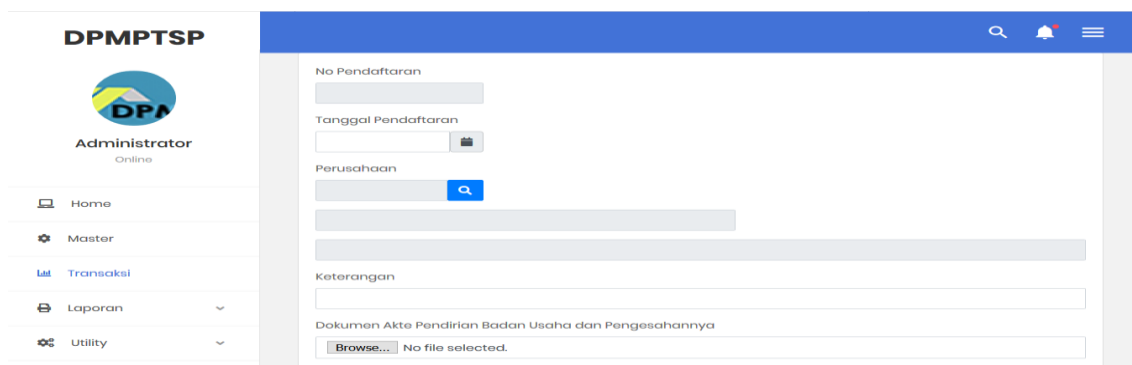 DPMPTSP
DPM
Administrator
Online
Home
Master
Transaksi
Laporan
Utility
No Pendaftaran
Tanggal Pendaftaran
Perusahaan
Keterangan
Dokumen Akte Pendirian Badan Usaha dan Pengesahannya
Browse... No file selected.